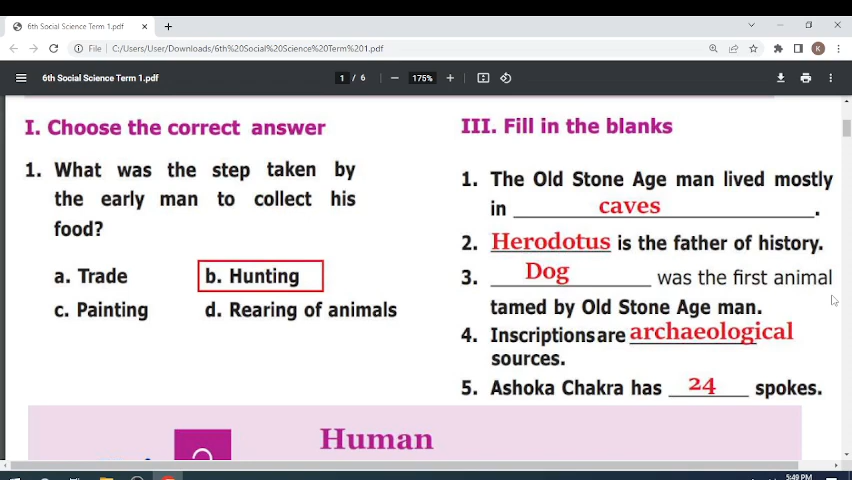 6th Social Science Term 1.pdf
File
C:/Users/User/Downloads/6th%20Social%20Science%20Term%201.pdf
K
6th Social Science Term 1.pdf
1 / 6
175%
I. Choose the correct answer
1. What was the step taken by
the early man to collect his
food?
a. Trade
b. Hunting
c. Painting
d. Rearing of animals
III. Fill in the blanks
1. The Old Stone Age man lived mostly
in caves.
2. Herodotus is the father of history.
3. Dog was the first animal
tamed by Old Stone Age man.
4. Inscriptions are archaeological
sources.
5. Ashoka Chakra has 24 spokes.
Human
5:49 PM